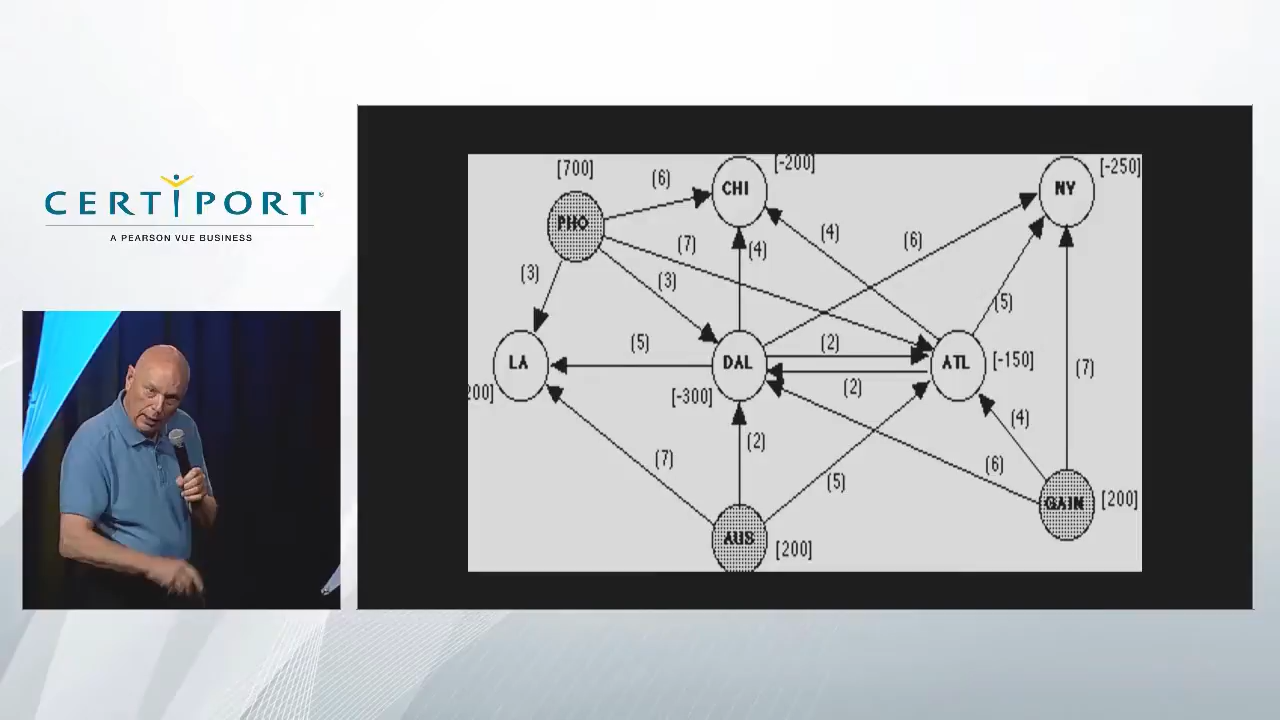 CERTIPORT®
A PEARSON VUE BUSINESS
[700]
[-200]
[-250]
(6)
CHI
NY
PHO
(7)
(4)
(4)
(6)
(3)
(3)
(5)
(5)
(2)
LA
DAL
ATL
[-150]
(7)
(2)
200]
[-300]
(4)
(2)
(7)
(6)
(5)
GAIN
[200]
AUS
[200]